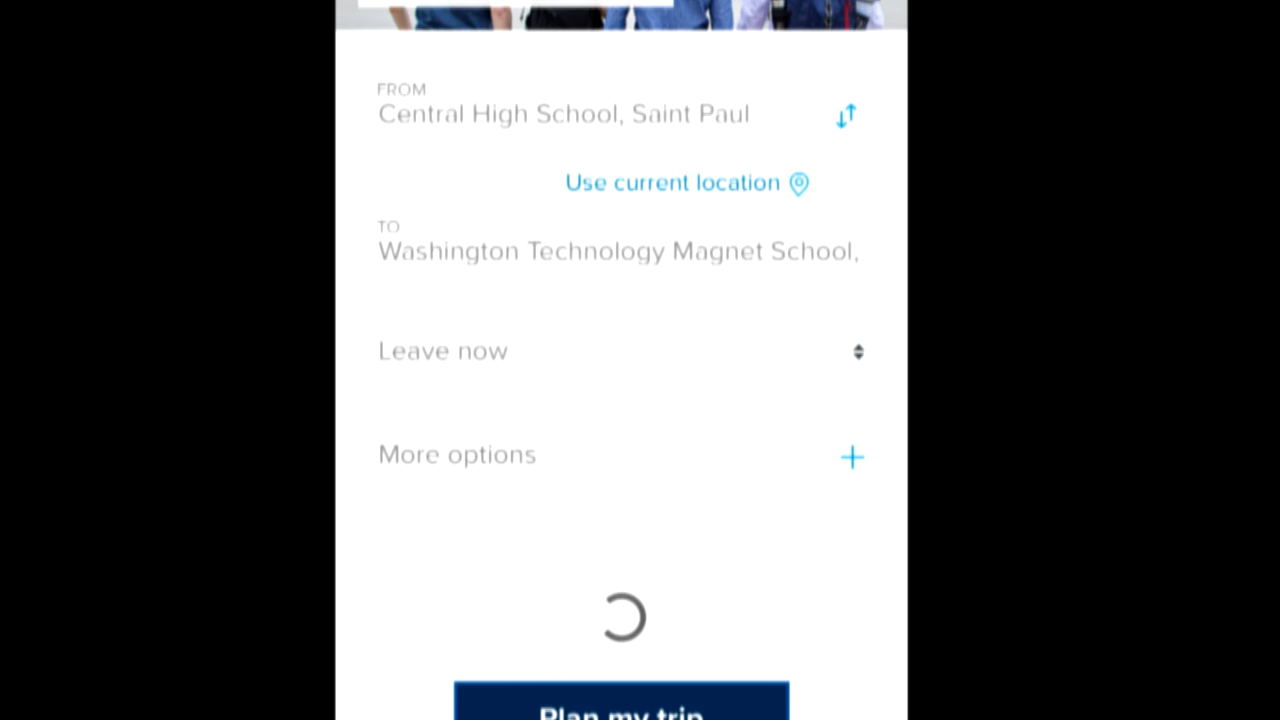 FROM
Central High School, Saint Paul
Use current location
TO
Washington Technology Magnet School,
Leave now
More options
Plan my trip